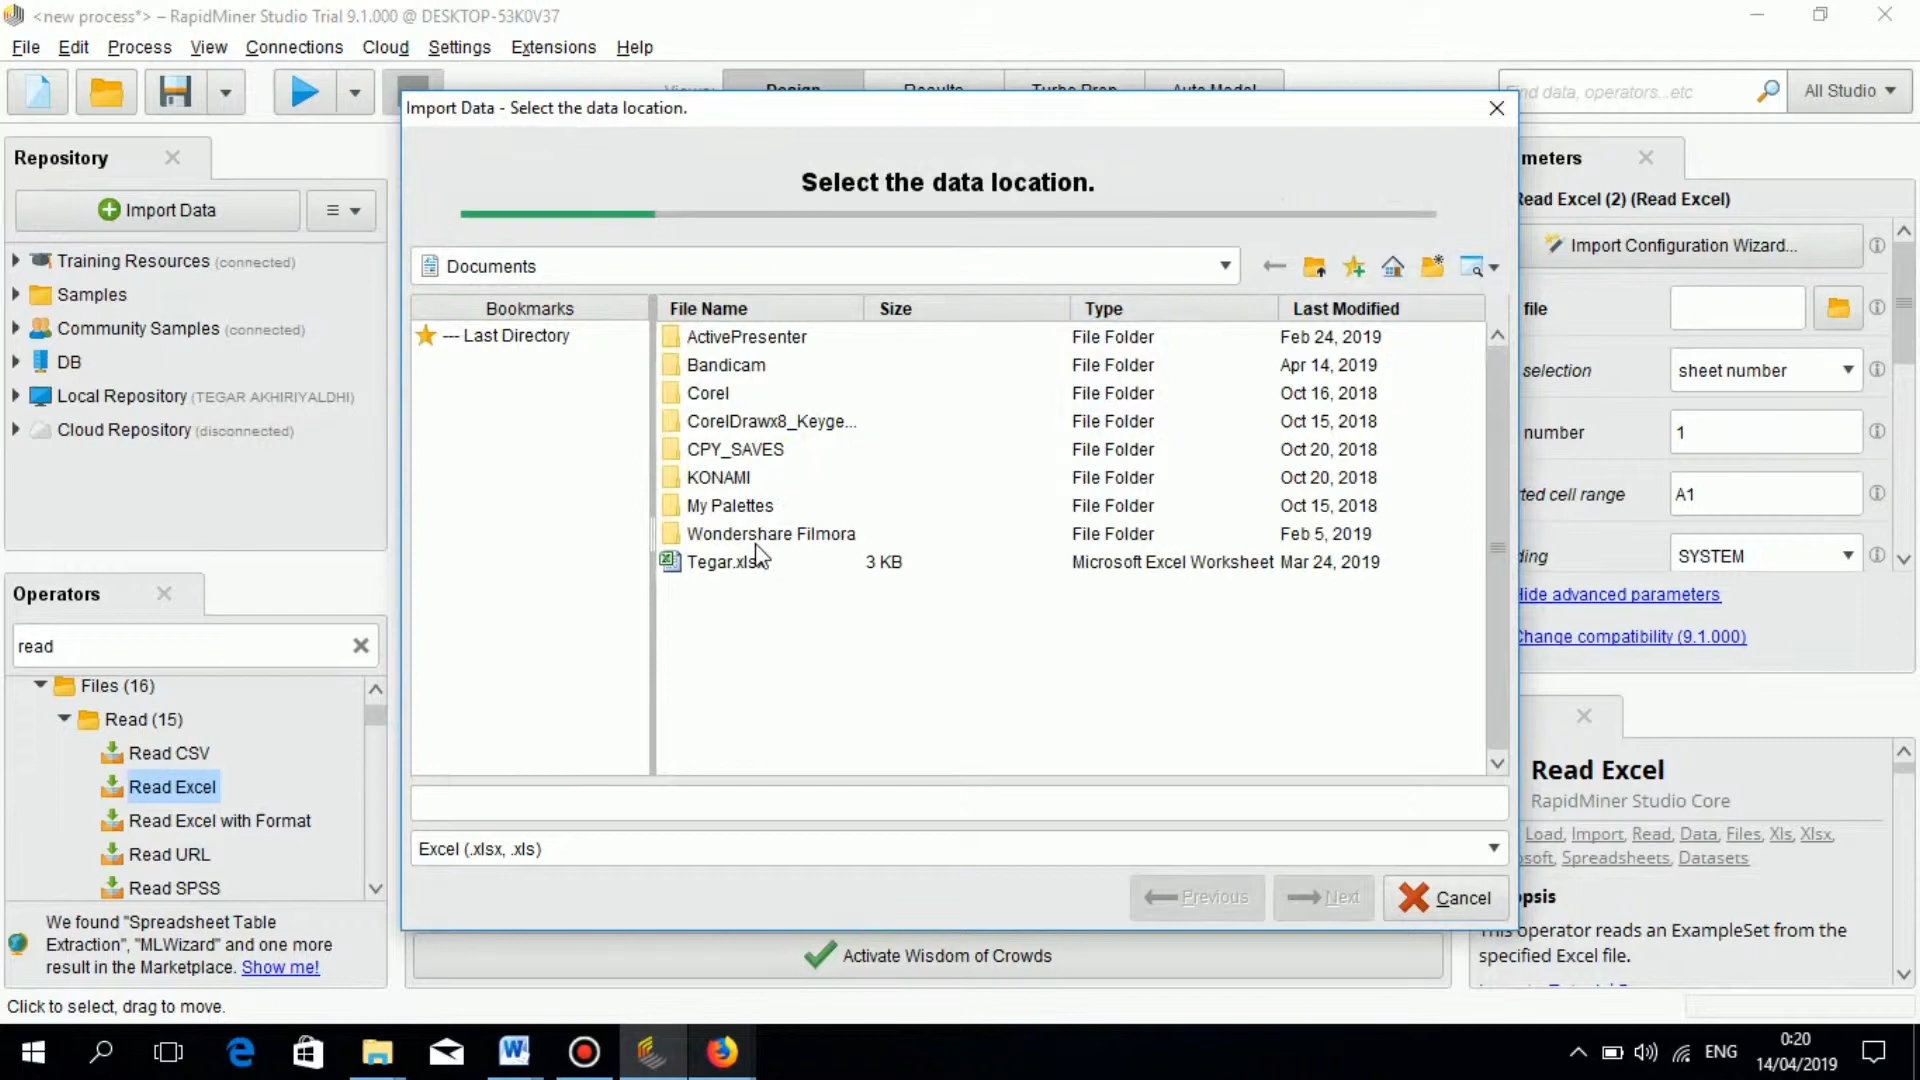 <new process*> – RapidMiner Studio Trial 9.1.000 @ DESKTOP-53K0V37
File Edit Process View Connections Cloud Settings Extensions Help
Find data, operators...etc
All Studio
Import Data - Select the data location.
Repository
meters
Select the data location.
Import Data
Read Excel (2) (Read Excel)
Import Configuration Wizard...
Training Resources (connected)
Samples
Community Samples (connected)
DB
Local Repository (TEGAR AKHIRIYALDHI)
Cloud Repository (disconnected)
Documents
Bookmarks
--- Last Directory
File Name Size Type Last Modified
ActivePresenter File Folder Feb 24, 2019
Bandicam File Folder Apr 14, 2019
Corel File Folder Oct 16, 2018
CorelDrawx8_Keyge... File Folder Oct 15, 2018
CPY_SAVES File Folder Oct 20, 2018
KONAMI File Folder Oct 20, 2018
My Palettes File Folder Oct 15, 2018
Wondershare Filmora File Folder Feb 5, 2019
3 KB Microsoft Excel Worksheet Mar 24, 2019
file
selection sheet number
number 1
ted cell range A1
ding SYSTEM
Hide advanced parameters
Change compatibility (9.1.000)
Operators
read
Files (16)
Read (15)
Read CSV
Read Excel
Read Excel with Format
Read URL
Read SPSS
Excel (.xlsx, .xls)
Previous Next Cancel
We found "Spreadsheet Table
Extraction", "MLWizard" and one more
result in the Marketplace. Show me!
Activate Wisdom of Crowds
Read Excel
RapidMiner Studio Core
Load, Import, Read, Data, Files, Xls, Xlsx,
osoft, Spreadsheets, Datasets
opsis
This operator reads an ExampleSet from the
specified Excel file.
Click to select, drag to move.
ENG
0:20
14/04/2019